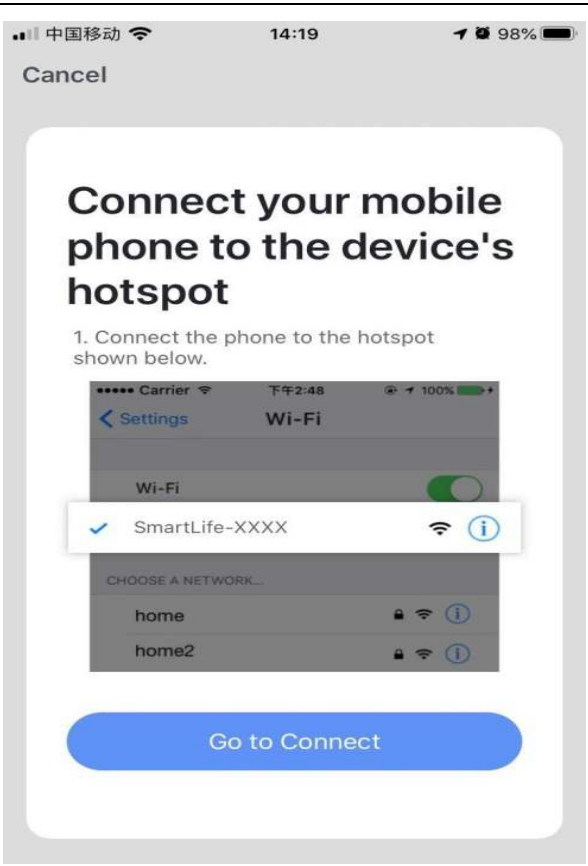 中国移动 14:19 98%
Cancel
Connect your mobile
phone to the device's
hotspot
1. Connect the phone to the hotspot
shown below.
Carrier 下午2:48 100%
Settings Wi-Fi
Wi-Fi
SmartLife-XXXX
CHOOSE A NETWORK...
home
home2
Go to Connect